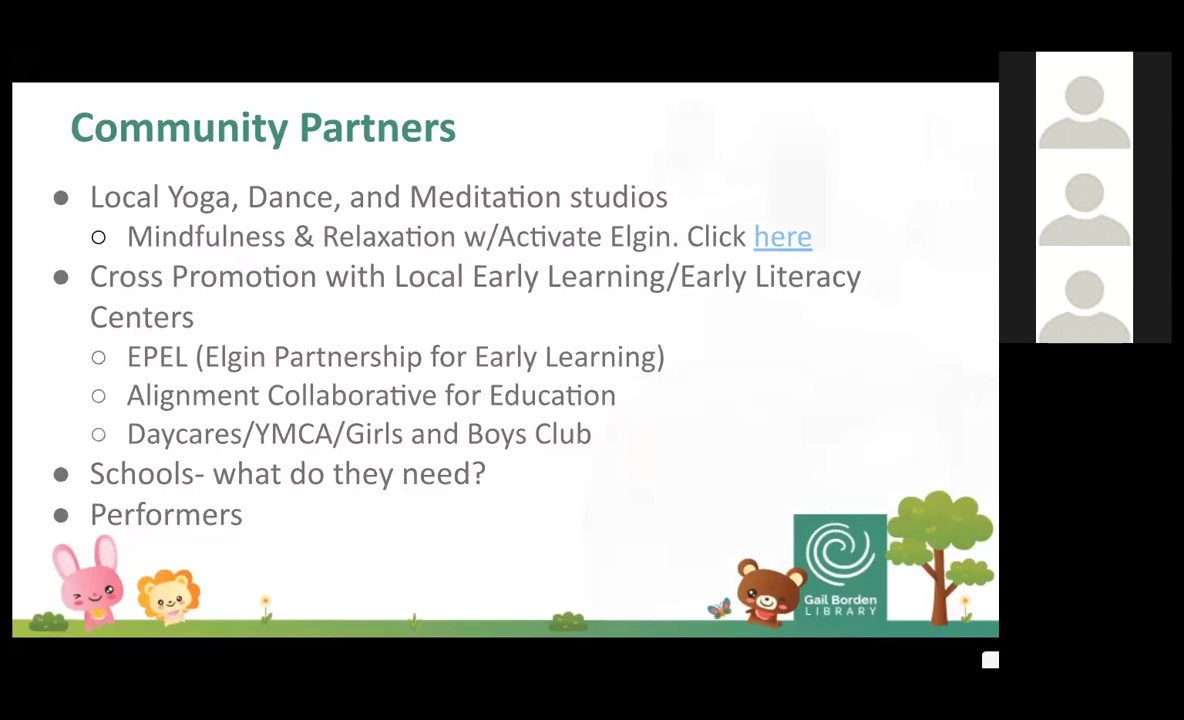 Community Partners
● Local Yoga, Dance, and Meditation studios
○ Mindfulness & Relaxation w/Activate Elgin. Click here
● Cross Promotion with Local Early Learning/Early Literacy
Centers
○ EPEL (Elgin Partnership for Early Learning)
○ Alignment Collaborative for Education
○ Daycares/YMCA/Girls and Boys Club
● Schools- what do they need?
● Performers
Gail Borden
LIBRARY